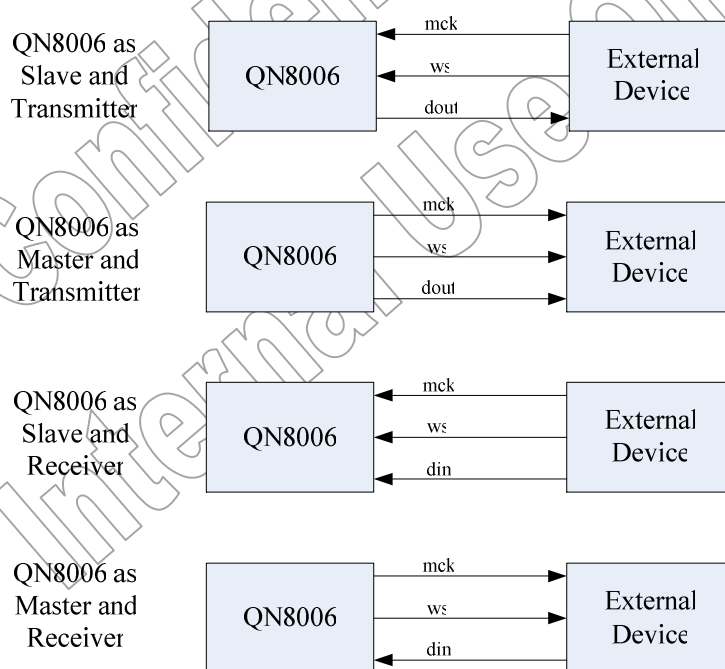 QN8006 as
Slave and
Transmitter
QN8006
mck
ws
dout
External
Device
QN8006 as
Master and
Transmitter
QN8006
mck
ws
dout
External
Device
QN8006 as
Slave and
Receiver
QN8006
mck
ws
din
External
Device
QN8006 as
Master and
Receiver
QN8006
mck
ws
din
External
Device
Internal Use